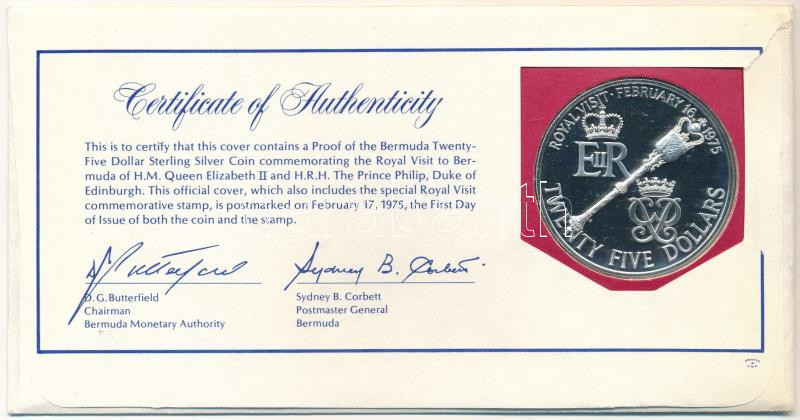 Certificate of Authenticity
This is to certify that this cover contains a Proof of the Bermuda Twenty-
Five Dollar Sterling Silver Coin commemorating the Royal Visit to Ber-
muda of H.M. Queen Elizabeth II and H.R.H. The Prince Philip, Duke of
Edinburgh. This official cover, which also includes the special Royal Visit
commemorative stamp, is postmarked on February 17, 1975, the First Day
of Issue of both the coin and the stamp.
D.G. Butterfield
Chairman
Bermuda Monetary Authority
Sydney B. Corbett
Sydney B. Corbett
Postmaster General
Bermuda
ROYAL VISIT · FEBRUARY 16 · 1975
EIIR
TWENTY FIVE DOLLARS
PRINTED
IN
U.S.A.